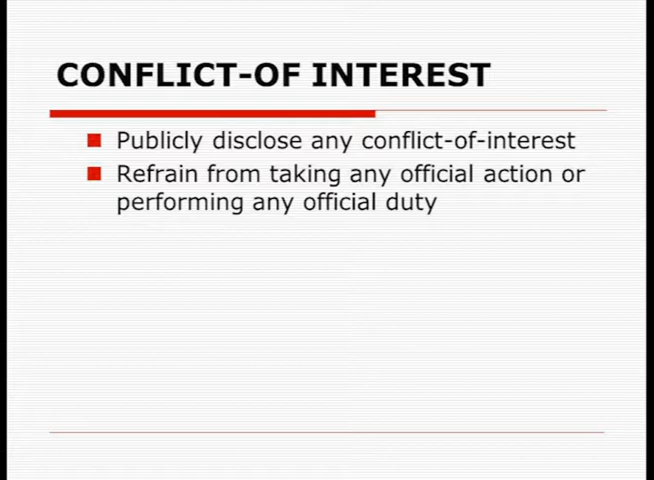 CONFLICT-OF INTEREST
Publicly disclose any conflict-of-interest
Refrain from taking any official action or
performing any official duty